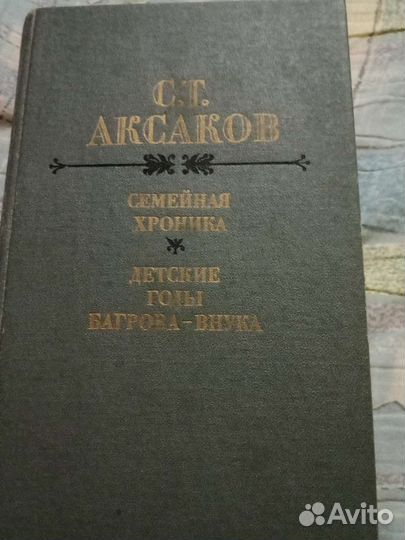 С.Т.
АКСАКОВ
СЕМЕЙНАЯ
ХРОНИКА
ДЕТСКИЕ
ГОДЫ
БАГРОВА-ВНУКА
Avito